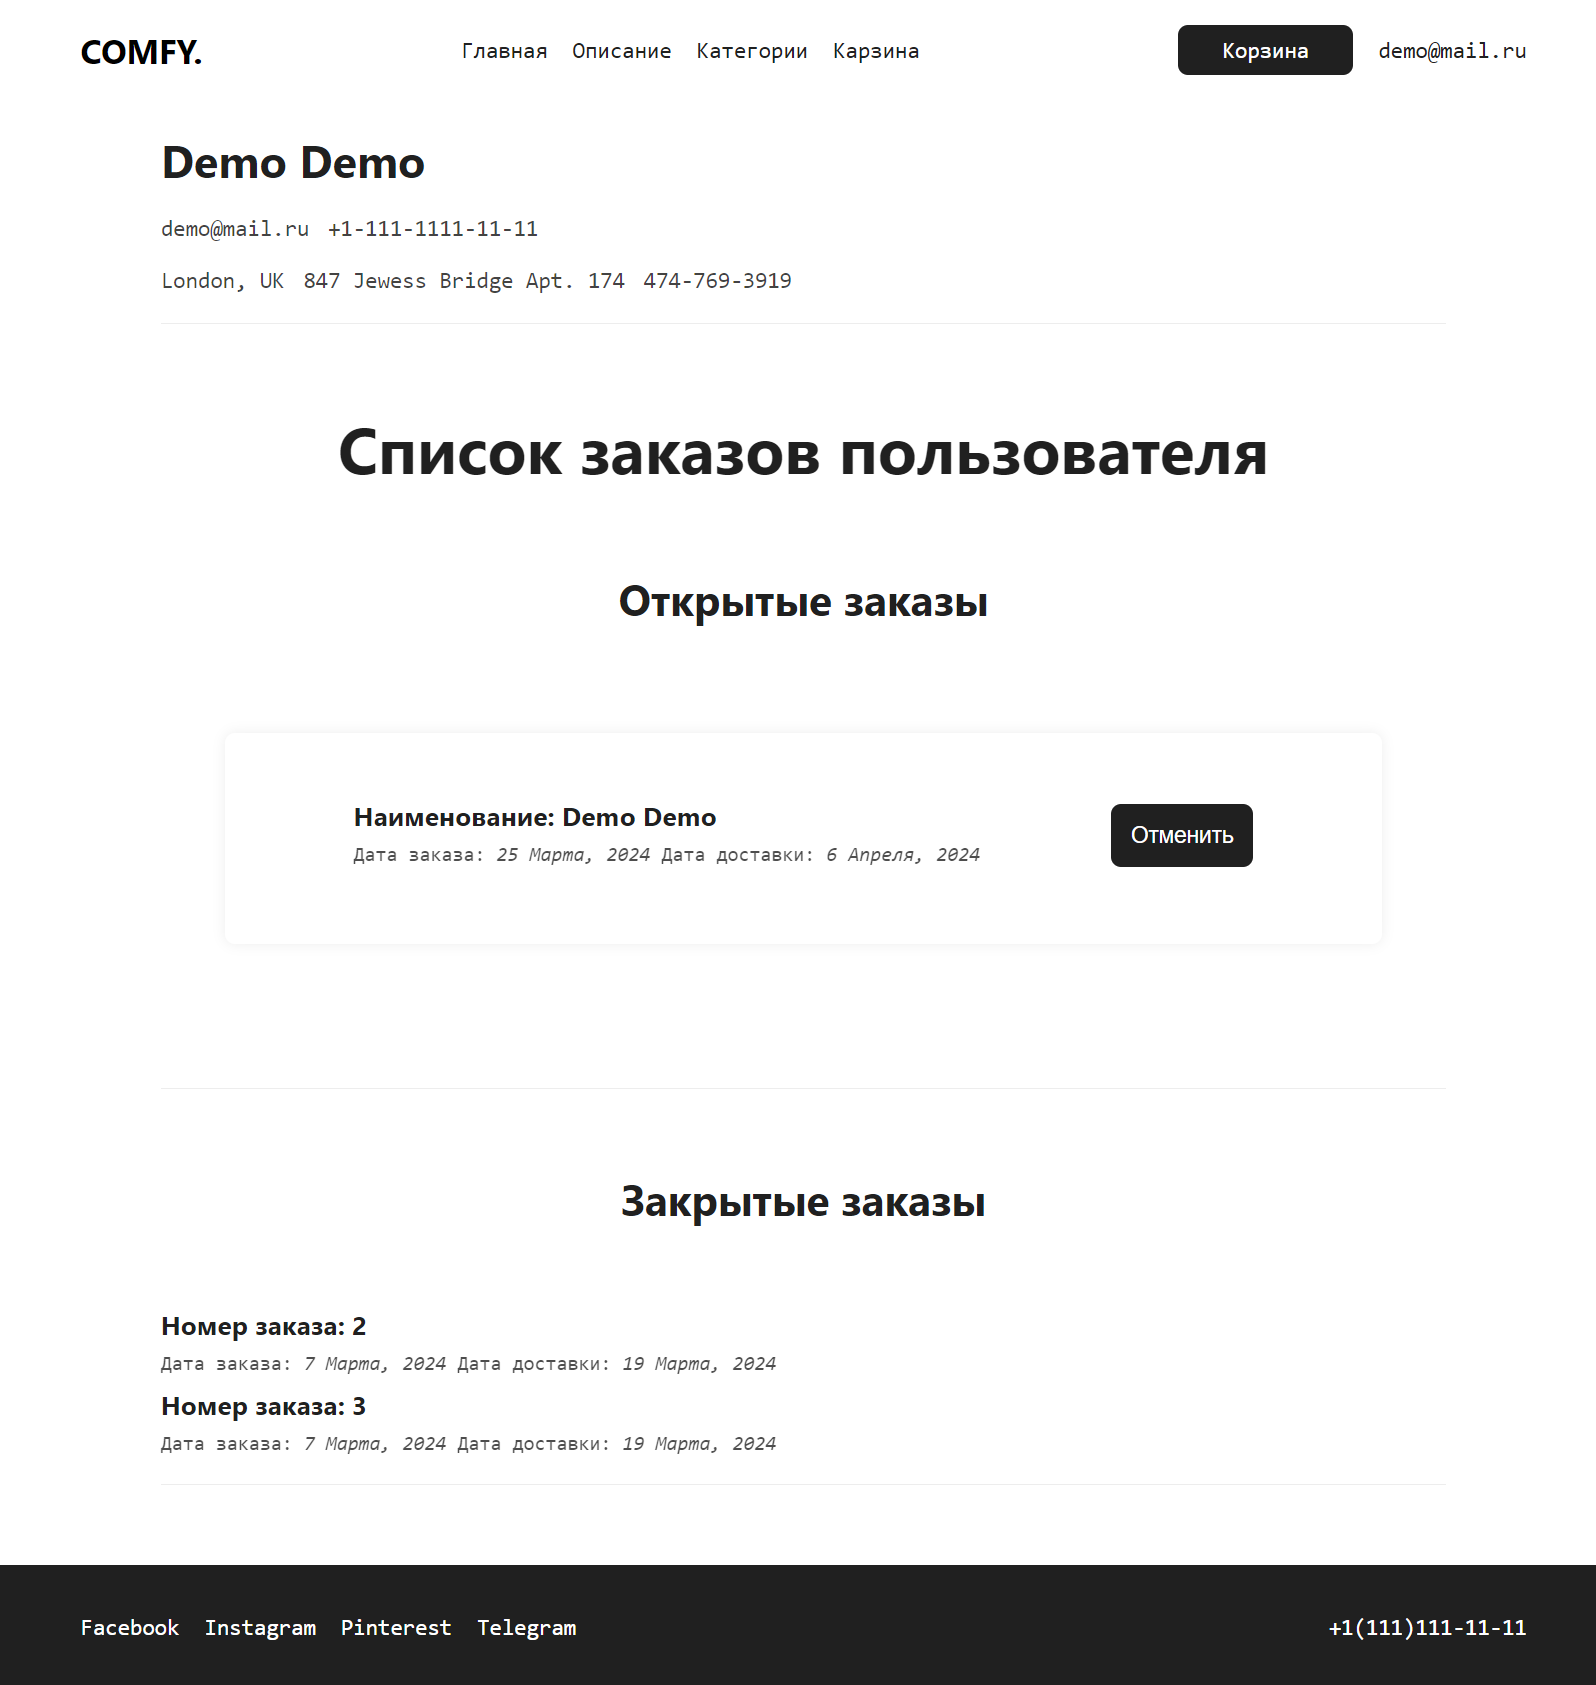 COMFY. Главная Описание Категории Карзина Корзина demo@mail.ru
Demo Demo
demo@mail.ru +1-111-1111-11-11
London, UK 847 Jewess Bridge Apt. 174 474-769-3919
Список заказов пользователя
Открытые заказы
Наименование: Demo Demo
Дата заказа: 25 Марта, 2024 Дата доставки: 6 Апреля, 2024
Отменить
Закрытые заказы
Номер заказа: 2
Дата заказа: 7 Марта, 2024 Дата доставки: 19 Марта, 2024
Номер заказа: 3
Дата заказа: 7 Марта, 2024 Дата доставки: 19 Марта, 2024
Facebook Instagram Pinterest Telegram +1(111)111-11-11